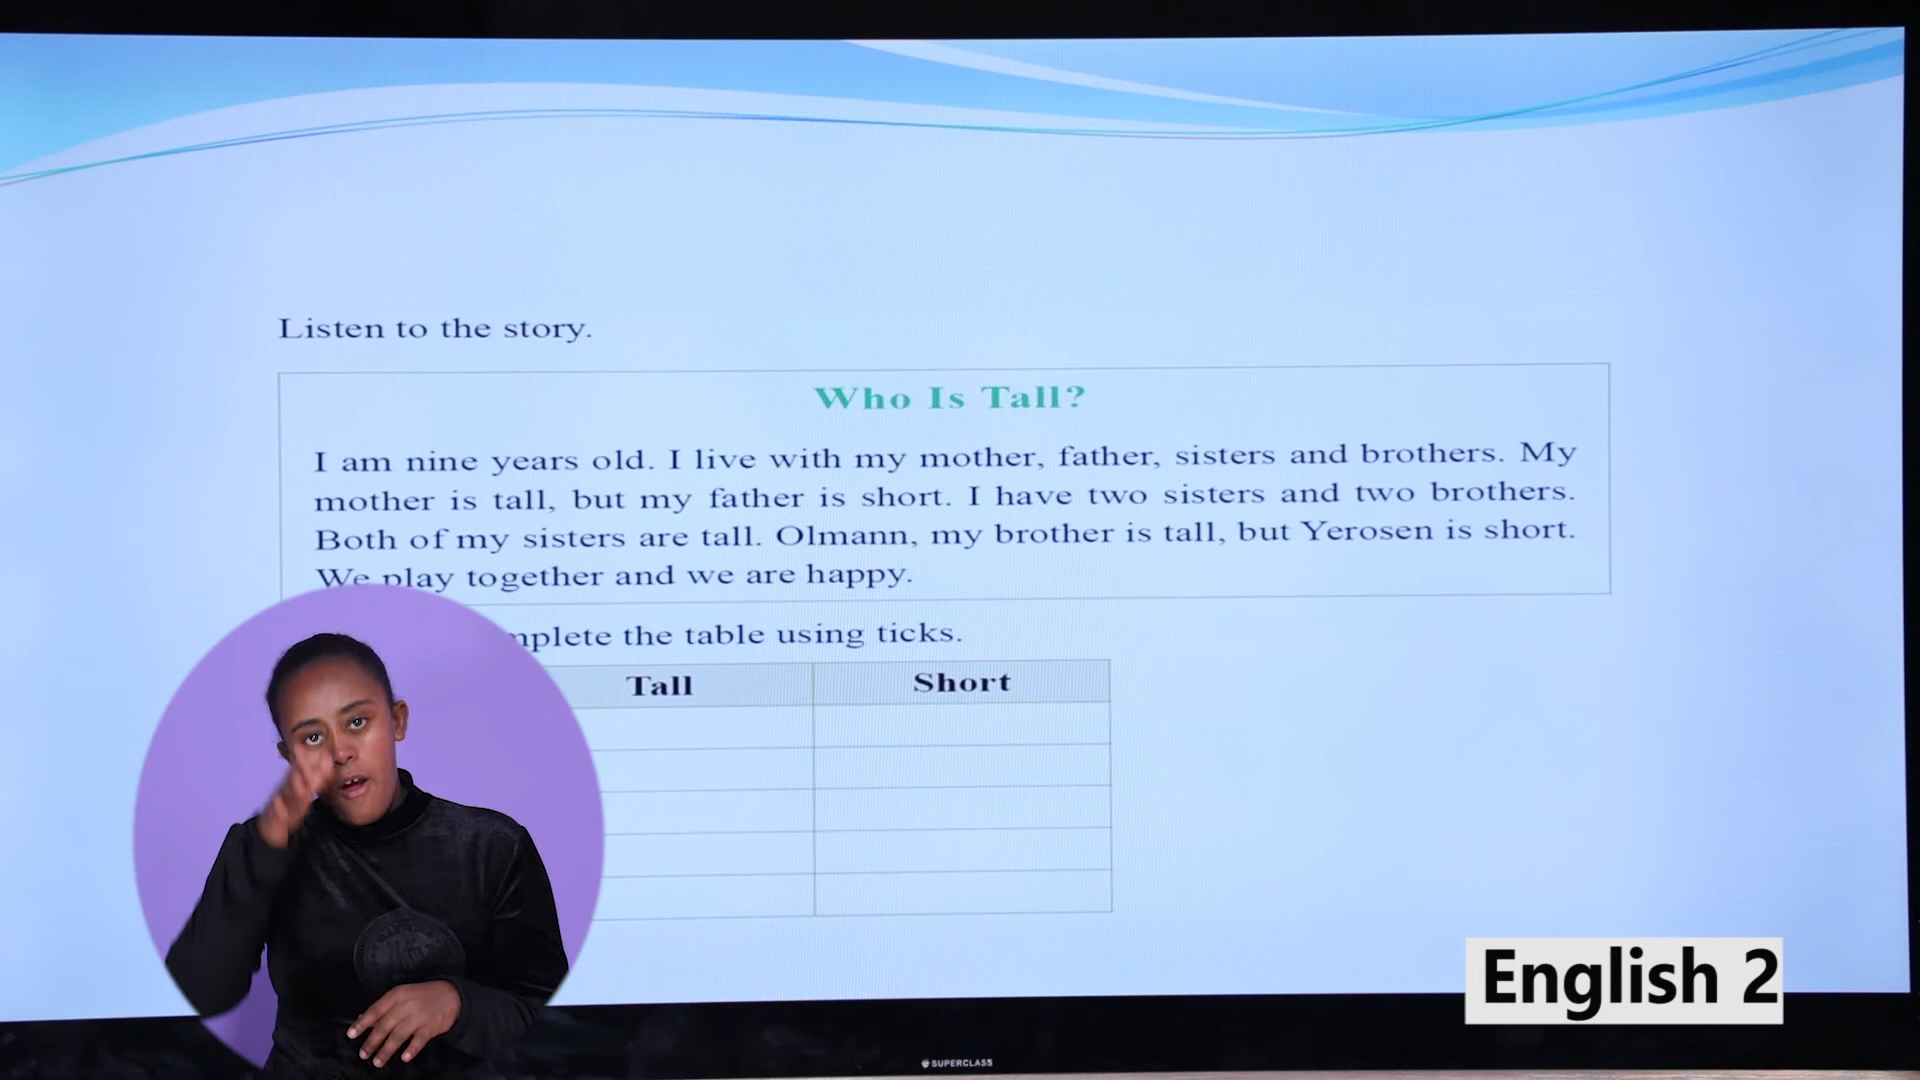 Listen to the story.
Who Is Tall?
I am nine years old. I live with my mother, father, sisters and brothers. My
mother is tall, but my father is short. I have two sisters and two brothers.
Both of my sisters are tall. Olmann, my brother is tall, but Yerosen is short.
We play together and we are happy.
the table using ticks.
Tall
Short
English 2
SUPERCLASS